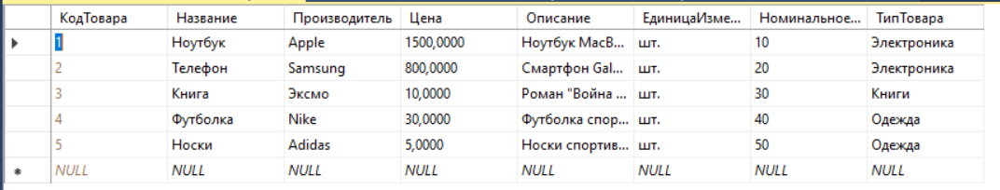 КодТовара Название Производитель Цена Описание ЕдиницаИзме... Номинальное... ТипТовара
1 Ноутбук Apple 1500,0000 Ноутбук MacB... шт. 10 Электроника
2 Телефон Samsung 800,0000 Смартфон Gal... шт. 20 Электроника
3 Книга Эксмо 10,0000 Роман "Война ... шт. 30 Книги
4 Футболка Nike 30,0000 Футболка спор... шт. 40 Одежда
5 Носки Adidas 5,0000 Носки спортив... шт. 50 Одежда
NULL NULL NULL NULL NULL NULL NULL NULL